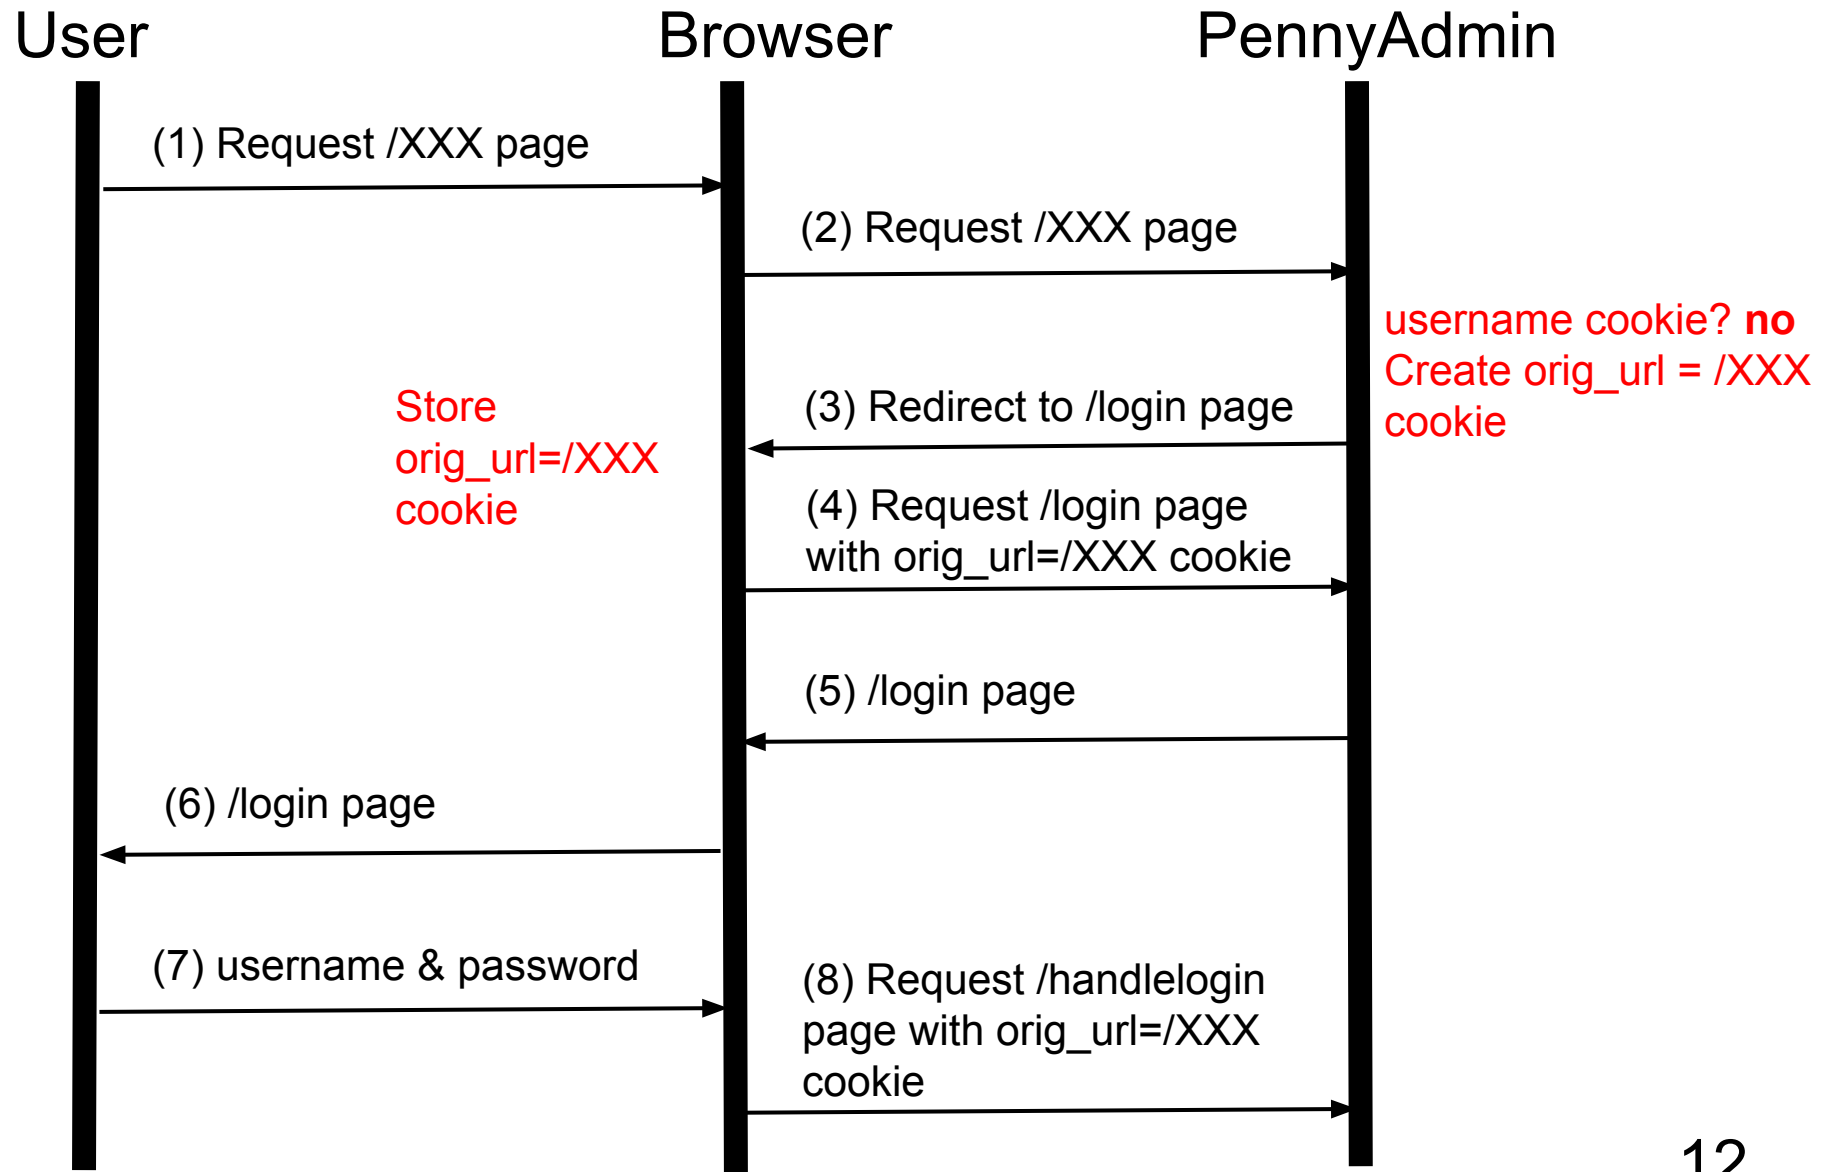 User
Browser
PennyAdmin
(1) Request /XXX page
(2) Request /XXX page
username cookie? no
Create orig_url = /XXX
cookie
Store
orig_url=/XXX
cookie
(3) Redirect to /login page
(4) Request /login page
with orig_url=/XXX cookie
(5) /login page
(6) /login page
(7) username & password
(8) Request /handlelogin
page with orig_url=/XXX
cookie
12